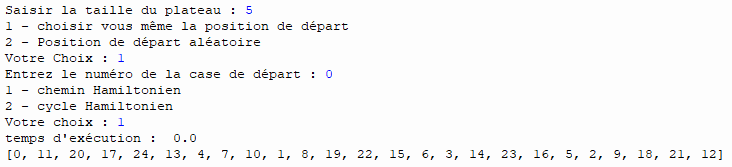 Saisir la taille du plateau : 5
1 - choisir vous même la position de départ
2 - Position de départ aléatoire
Votre Choix : 1
Entrez le numéro de la case de départ : 0
1 - chemin Hamiltonien
2 - cycle Hamiltonien
Votre choix : 1
temps d'exécution :  0.0
[0, 11, 20, 17, 24, 13, 4, 7, 10, 1, 8, 19, 22, 15, 6, 3, 14, 23, 16, 5, 2, 9, 18, 21, 12]